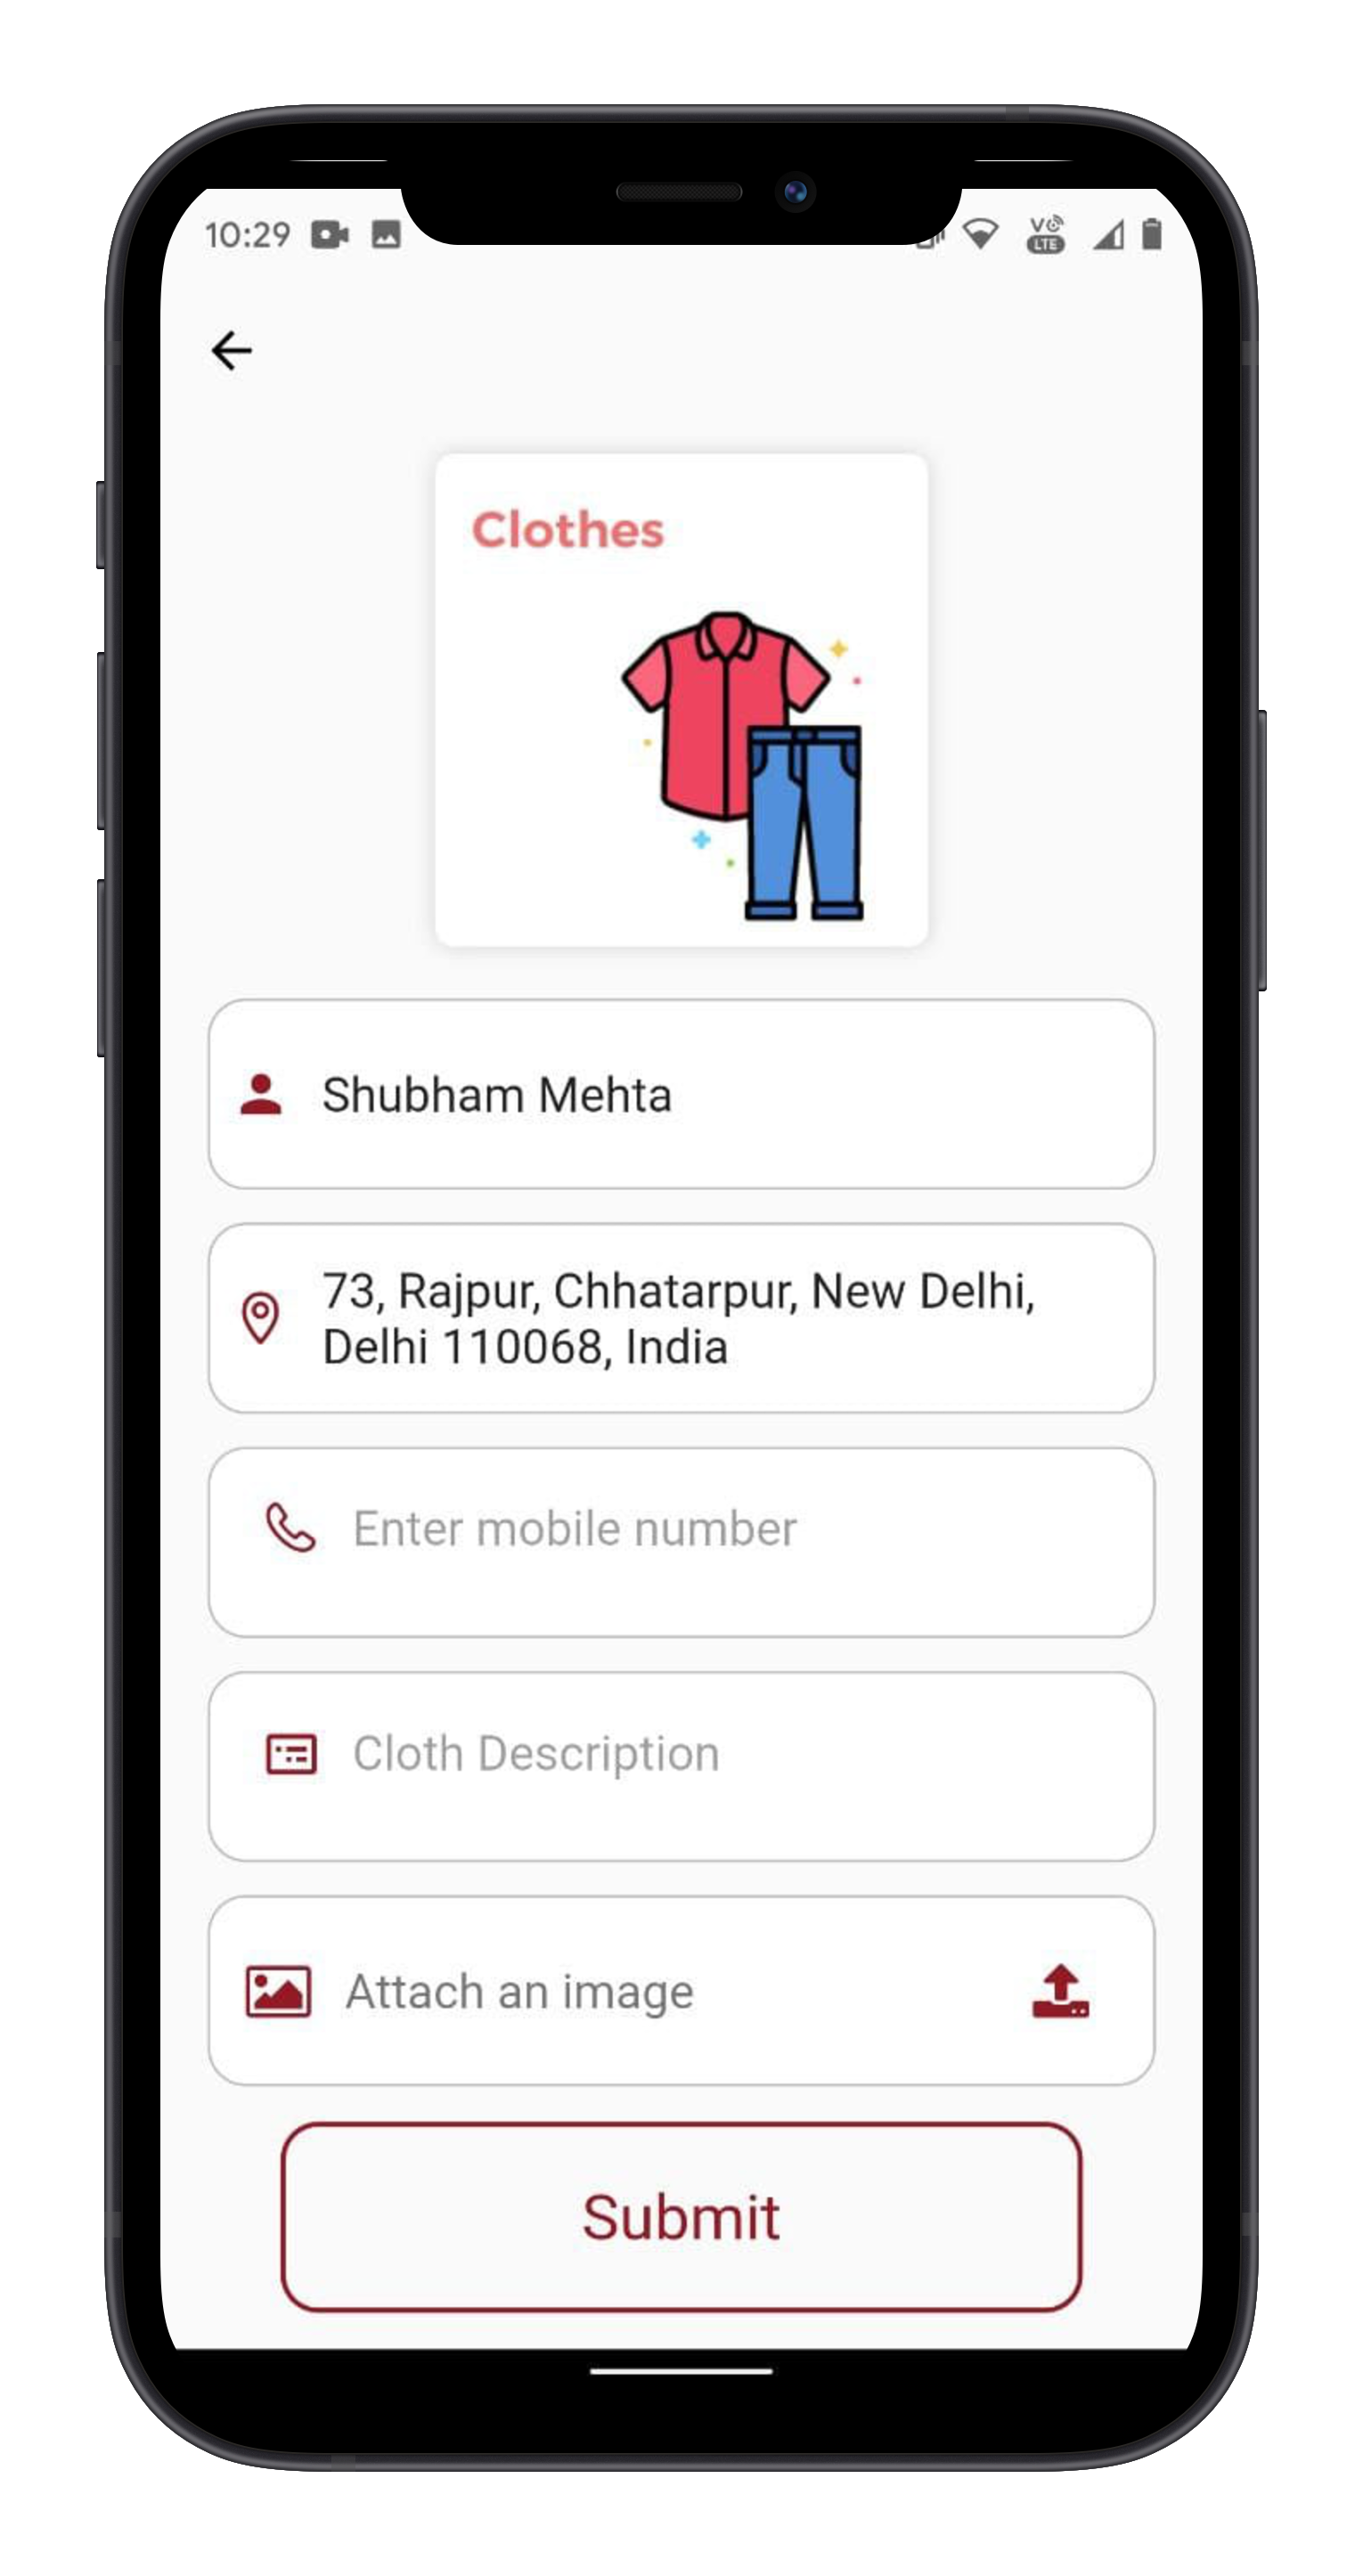 10:29
Vo
LTE
Clothes
Shubham Mehta
73, Rajpur, Chhatarpur, New Delhi,
Delhi 110068, India
Enter mobile number
Cloth Description
Attach an image
Submit